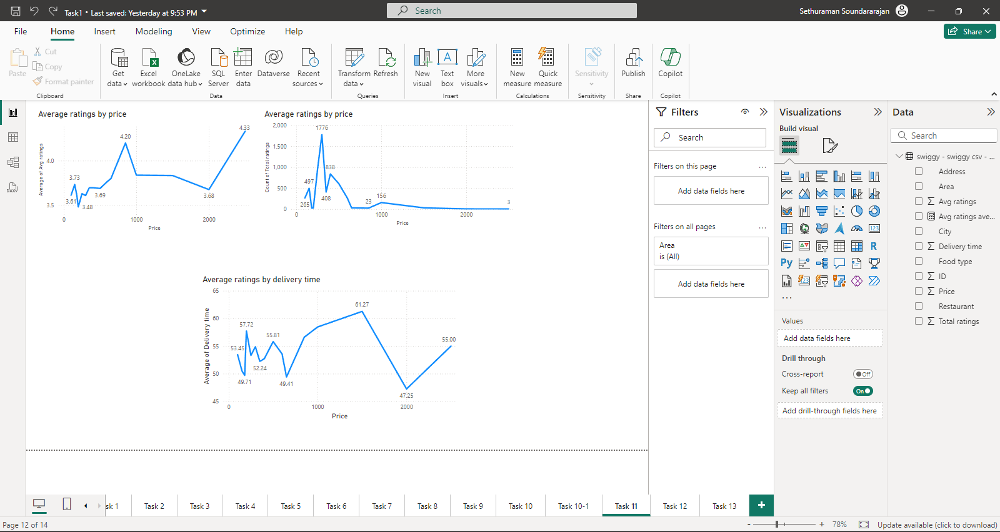 Task1 • Last saved: Yesterday at 9:53 PM
Search
Sethuraman Soundararajan
File
Home
Insert
Modeling
View
Optimize
Help
Share
Paste
Cut
Copy
Format painter
Clipboard
Get data
Excel workbook
OneLake data hub
SQL Server
Enter data
Dataverse
Recent sources
Data
Transform data
Refresh
Queries
New visual
Text box
More visuals
Insert
New measure
Quick measure
Calculations
Sensitivity
Sensitivity
Publish
Share
Copilot
Copilot
DAX
Average ratings by price
Average of Avg ratings
4.0
3.5
3.61
3.73
3.48
3.69
4.20
3.68
4.33
0
1000
2000
Price
Average ratings by price
Count of Total ratings
2,000
1,500
1,000
500
0
265
497
1776
408
838
23
156
3
0
1000
2000
Price
Average ratings by delivery time
Average of Delivery time
65
60
55
50
45
53.45
57.72
49.71
52.24
55.81
49.41
61.27
47.25
55.00
0
1000
2000
Price
Filters
Search
Filters on this page
...
Add data fields here
Filters on all pages
...
Area
is (All)
Add data fields here
Visualizations
Build visual
123
R
Py
123
...
Values
Add data fields here
Drill through
Cross-report
Off
Keep all filters
On
Add drill-through fields here
Data
Search
swiggy - swiggy csv - ...
Address
Area
Σ Avg ratings
Avg ratings ave...
City
Σ Delivery time
Food type
Σ ID
Σ Price
Restaurant
Σ Total ratings
sk 1
Task 2
Task 3
Task 4
Task 5
Task 6
Task 7
Task 8
Task 9
Task 10
Task 10-1
Task 11
Task 12
Task 13
+
Page 12 of 14
- + 78%
Update available (click to download)